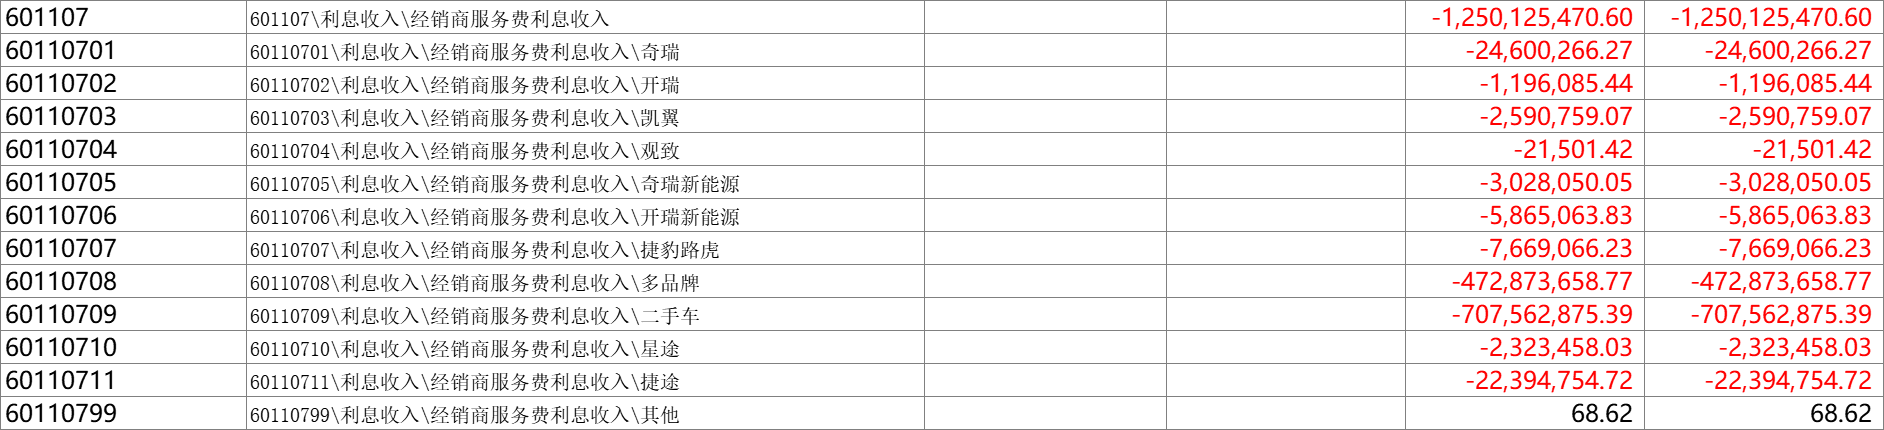 601107 601107\利息收入\经销商服务费利息收入 -1,250,125,470.60 -1,250,125,470.60
60110701 60110701\利息收入\经销商服务费利息收入\奇瑞 -24,600,266.27 -24,600,266.27
60110702 60110702\利息收入\经销商服务费利息收入\开瑞 -1,196,085.44 -1,196,085.44
60110703 60110703\利息收入\经销商服务费利息收入\凯翼 -2,590,759.07 -2,590,759.07
60110704 60110704\利息收入\经销商服务费利息收入\观致 -21,501.42 -21,501.42
60110705 60110705\利息收入\经销商服务费利息收入\奇瑞新能源 -3,028,050.05 -3,028,050.05
60110706 60110706\利息收入\经销商服务费利息收入\开瑞新能源 -5,865,063.83 -5,865,063.83
60110707 60110707\利息收入\经销商服务费利息收入\捷豹路虎 -7,669,066.23 -7,669,066.23
60110708 60110708\利息收入\经销商服务费利息收入\多品牌 -472,873,658.77 -472,873,658.77
60110709 60110709\利息收入\经销商服务费利息收入\二手车 -707,562,875.39 -707,562,875.39
60110710 60110710\利息收入\经销商服务费利息收入\星途 -2,323,458.03 -2,323,458.03
60110711 60110711\利息收入\经销商服务费利息收入\捷途 -22,394,754.72 -22,394,754.72
60110799 60110799\利息收入\经销商服务费利息收入\其他 68.62 68.62